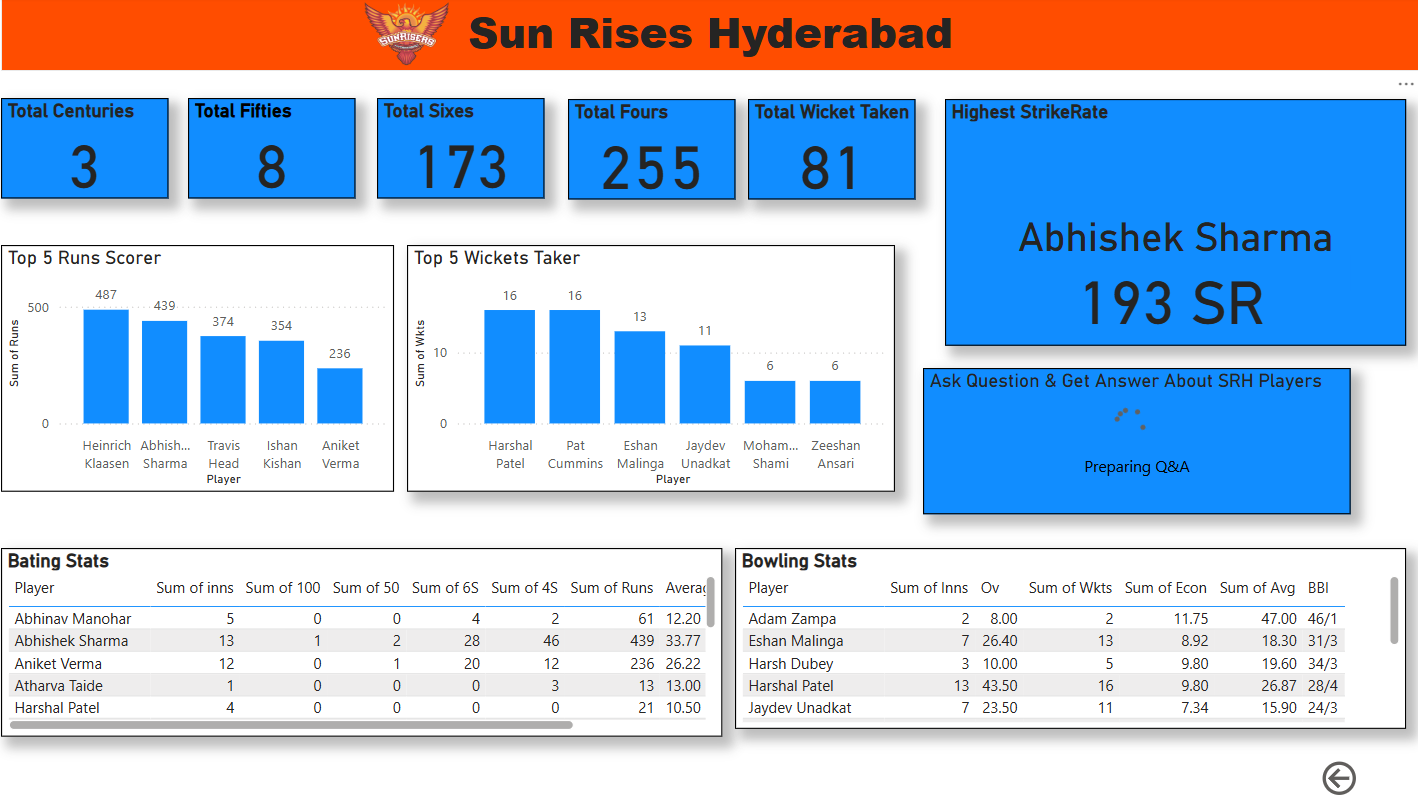 SUNRISERS
Sun Rises Hyderabad
...
Total Centuries
3
Total Fifties
8
Total Sixes
173
Total Fours
255
Total Wicket Taken
81
Highest StrikeRate
Abhishek Sharma
193 SR
Top 5 Runs Scorer
Sum of Runs
500
0
487
439
374
354
236
Heinrich Klaasen
Abhish... Sharma
Travis Head
Ishan Kishan
Aniket Verma
Player
Top 5 Wickets Taker
Sum of Wkts
10
0
16
16
13
11
6
6
Harshal Patel
Pat Cummins
Eshan Malinga
Jaydev Unadkat
Moham... Shami
Zeeshan Ansari
Player
Ask Question & Get Answer About SRH Players
Preparing Q&A
Bating Stats
Player Sum of inns Sum of 100 Sum of 50 Sum of 6S Sum of 4S Sum of Runs Averag
Abhinav Manohar 5 0 0 4 2 61 12.20
Abhishek Sharma 13 1 2 28 46 439 33.77
Aniket Verma 12 0 1 20 12 236 26.22
Atharva Taide 1 0 0 0 3 13 13.00
Harshal Patel 4 0 0 0 0 21 10.50
Bowling Stats
Player Sum of Inns Ov Sum of Wkts Sum of Econ Sum of Avg BBI
Adam Zampa 2 8.00 2 11.75 47.00 46/1
Eshan Malinga 7 26.40 13 8.92 18.30 31/3
Harsh Dubey 3 10.00 5 9.80 19.60 34/3
Harshal Patel 13 43.50 16 9.80 26.87 28/4
Jaydev Unadkat 7 23.50 11 7.34 15.90 24/3